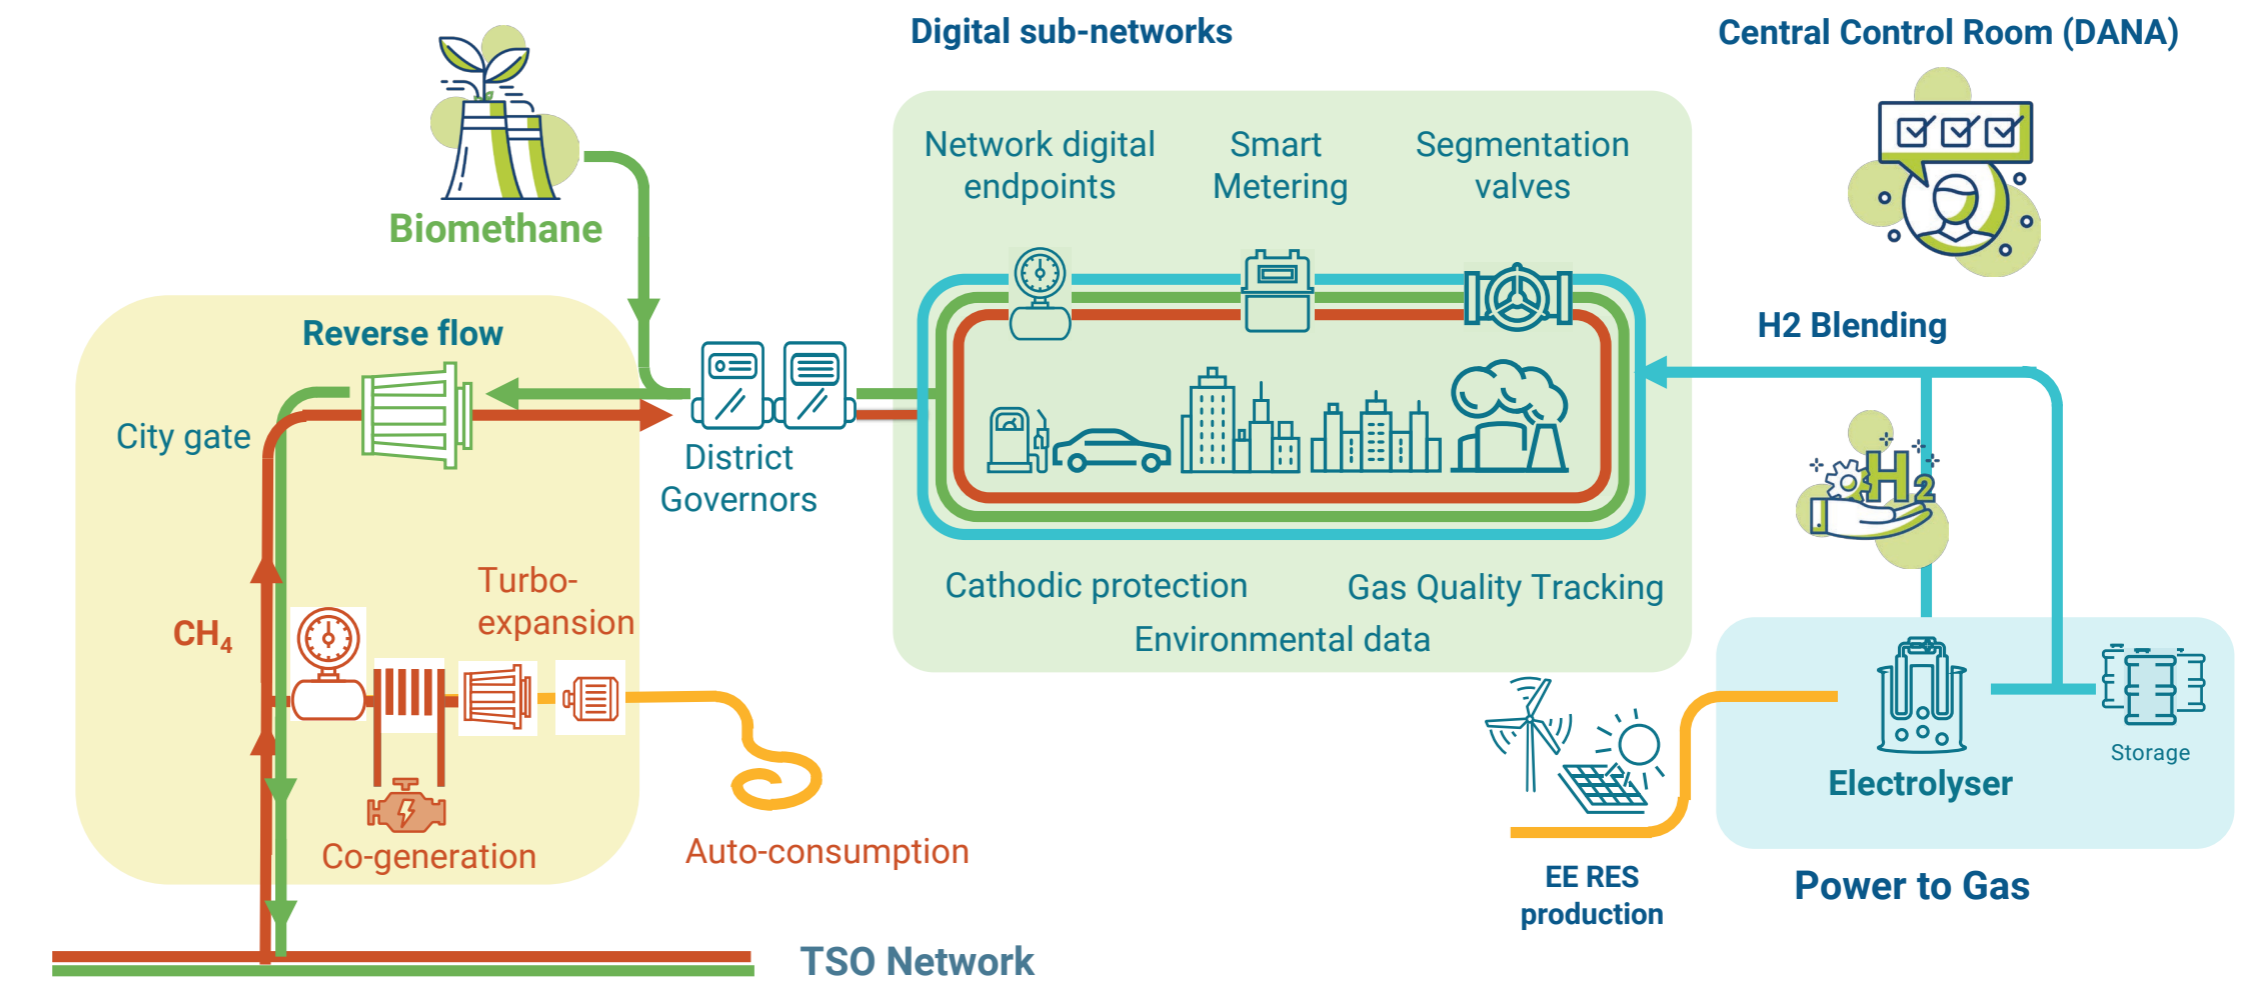 Digital sub-networks
Central Control Room (DANA)
Network digital
endpoints
Smart
Metering
Segmentation
valves
Biomethane
Reverse flow
H2 Blending
City gate
District
Governors
H2
Turbo-
expansion
Cathodic protection
Gas Quality Tracking
CH₄
Environmental data
Storage
Electrolyser
Co-generation
Auto-consumption
EE RES
production
Power to Gas
TSO Network